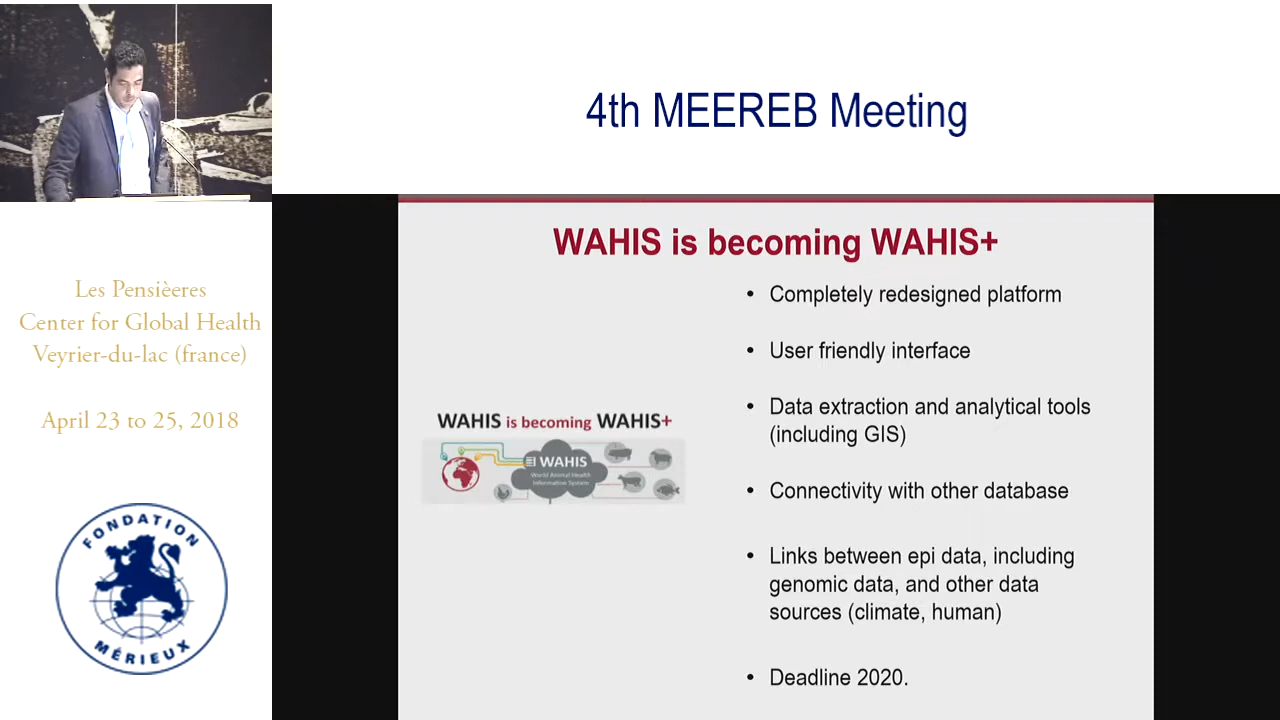 4th MEEREB Meeting
Les Pensièeres
Center for Global Health
Veyrier-du-lac (france)
April 23 to 25, 2018
FONDATION
MÉRIEUX
WAHIS is becoming WAHIS+
WAHIS is becoming WAHIS+
WAHIS
World Animal Health
Information System
• Completely redesigned platform
• User friendly interface
• Data extraction and analytical tools
(including GIS)
• Connectivity with other database
• Links between epi data, including
genomic data, and other data
sources (climate, human)
• Deadline 2020.